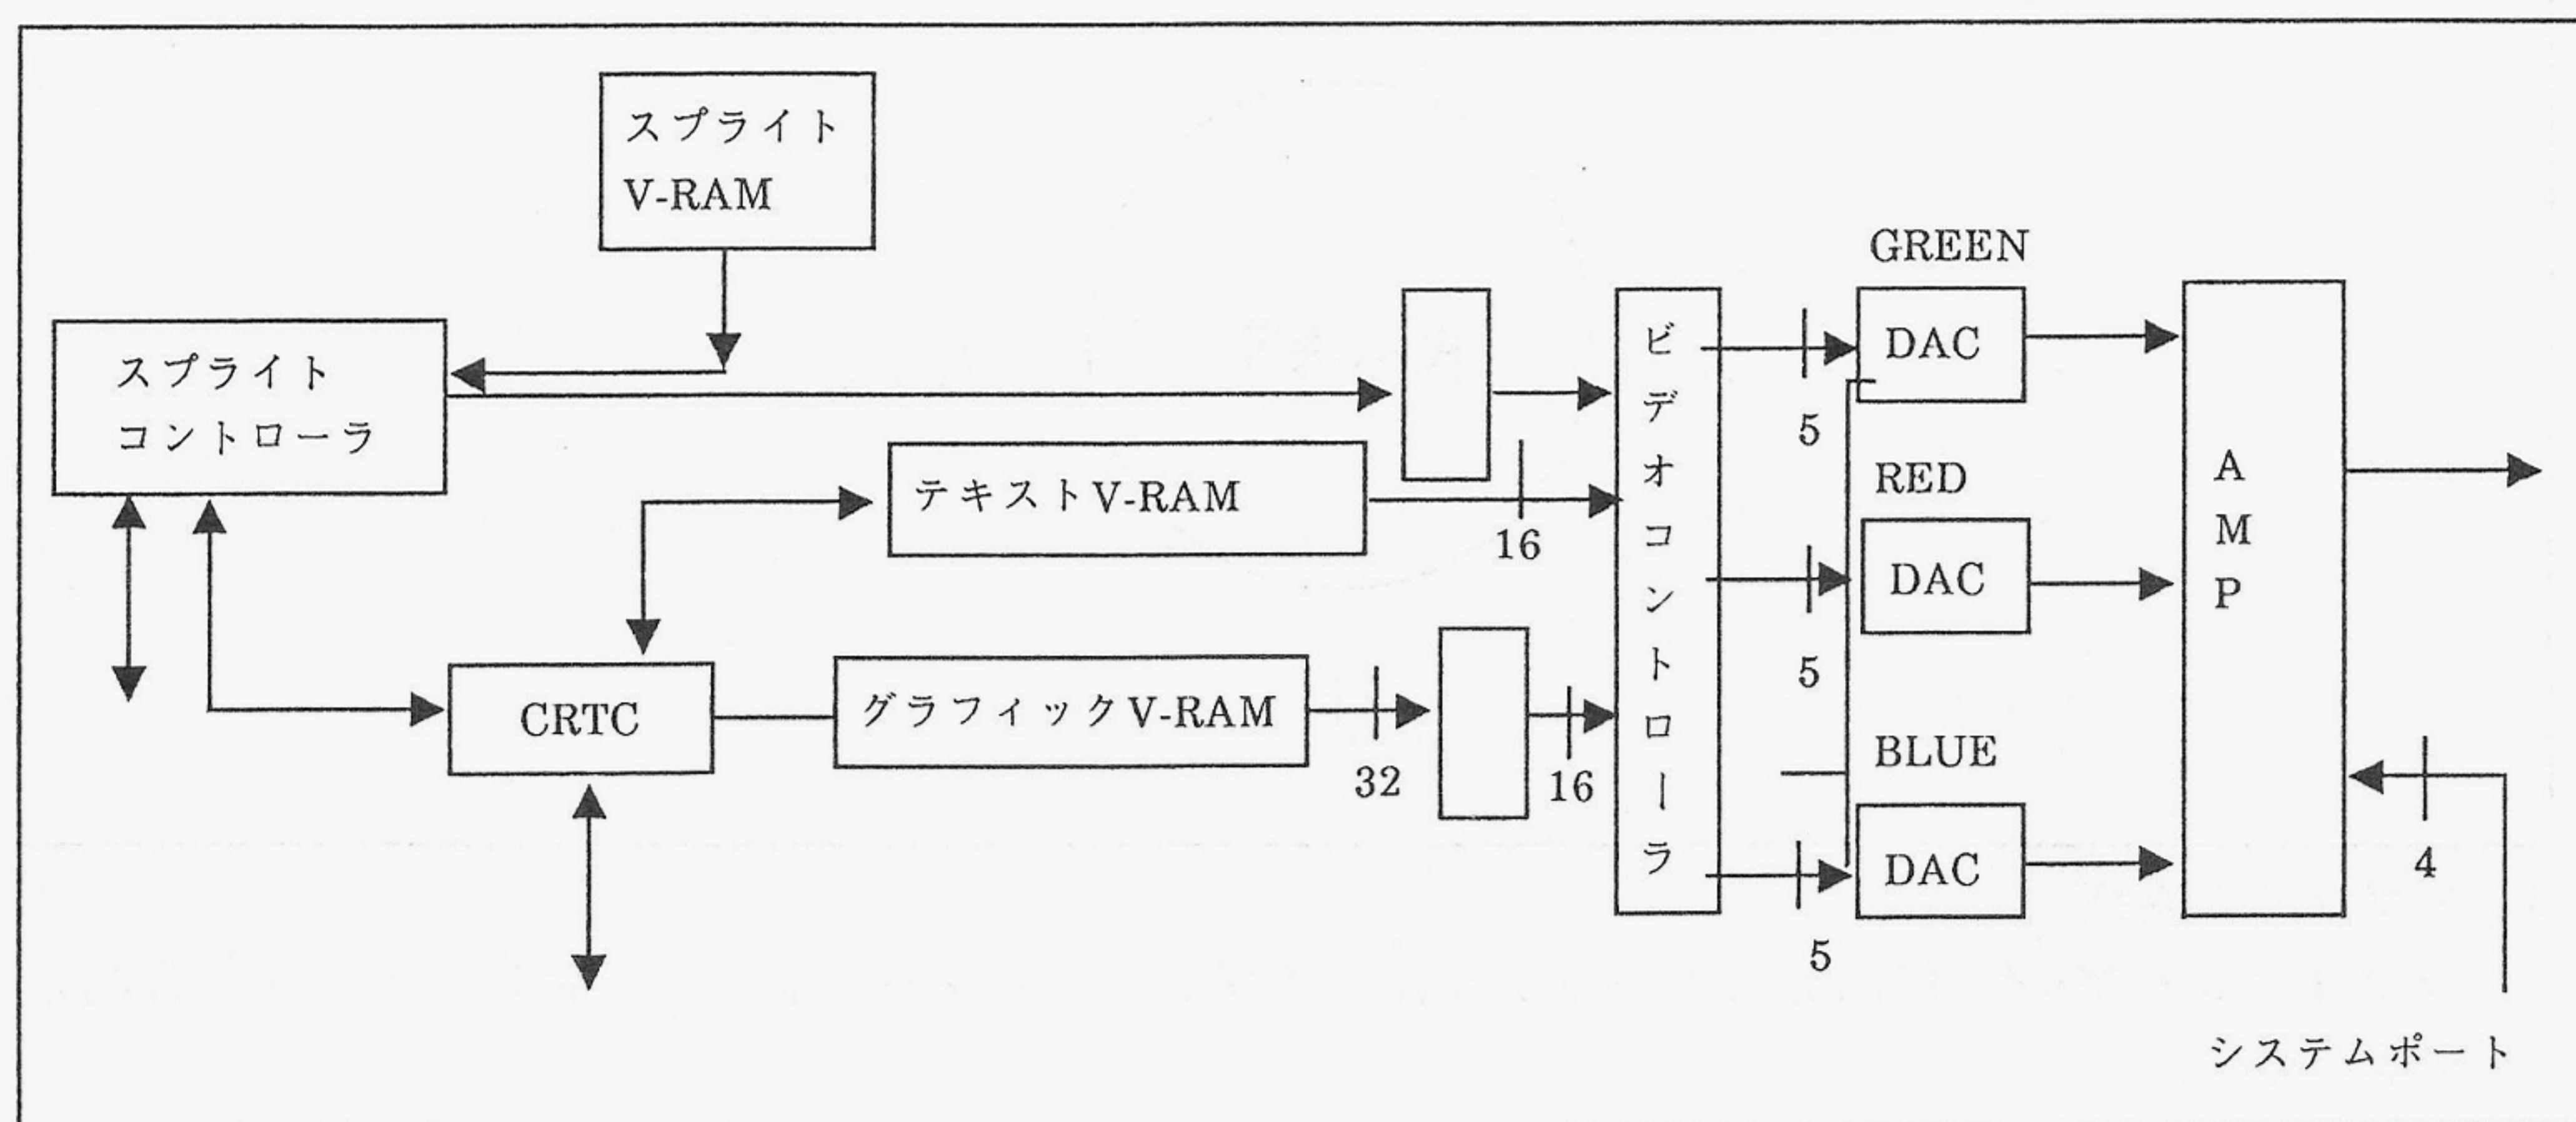 スプライト
V-RAM
スプライト
コントローラ
テキストV-RAM
16
CRTC
グラフィックV-RAM
32
16
ビデオコントローラ
GREEN
DAC
5
RED
DAC
5
BLUE
DAC
5
AMP
4
システムポート